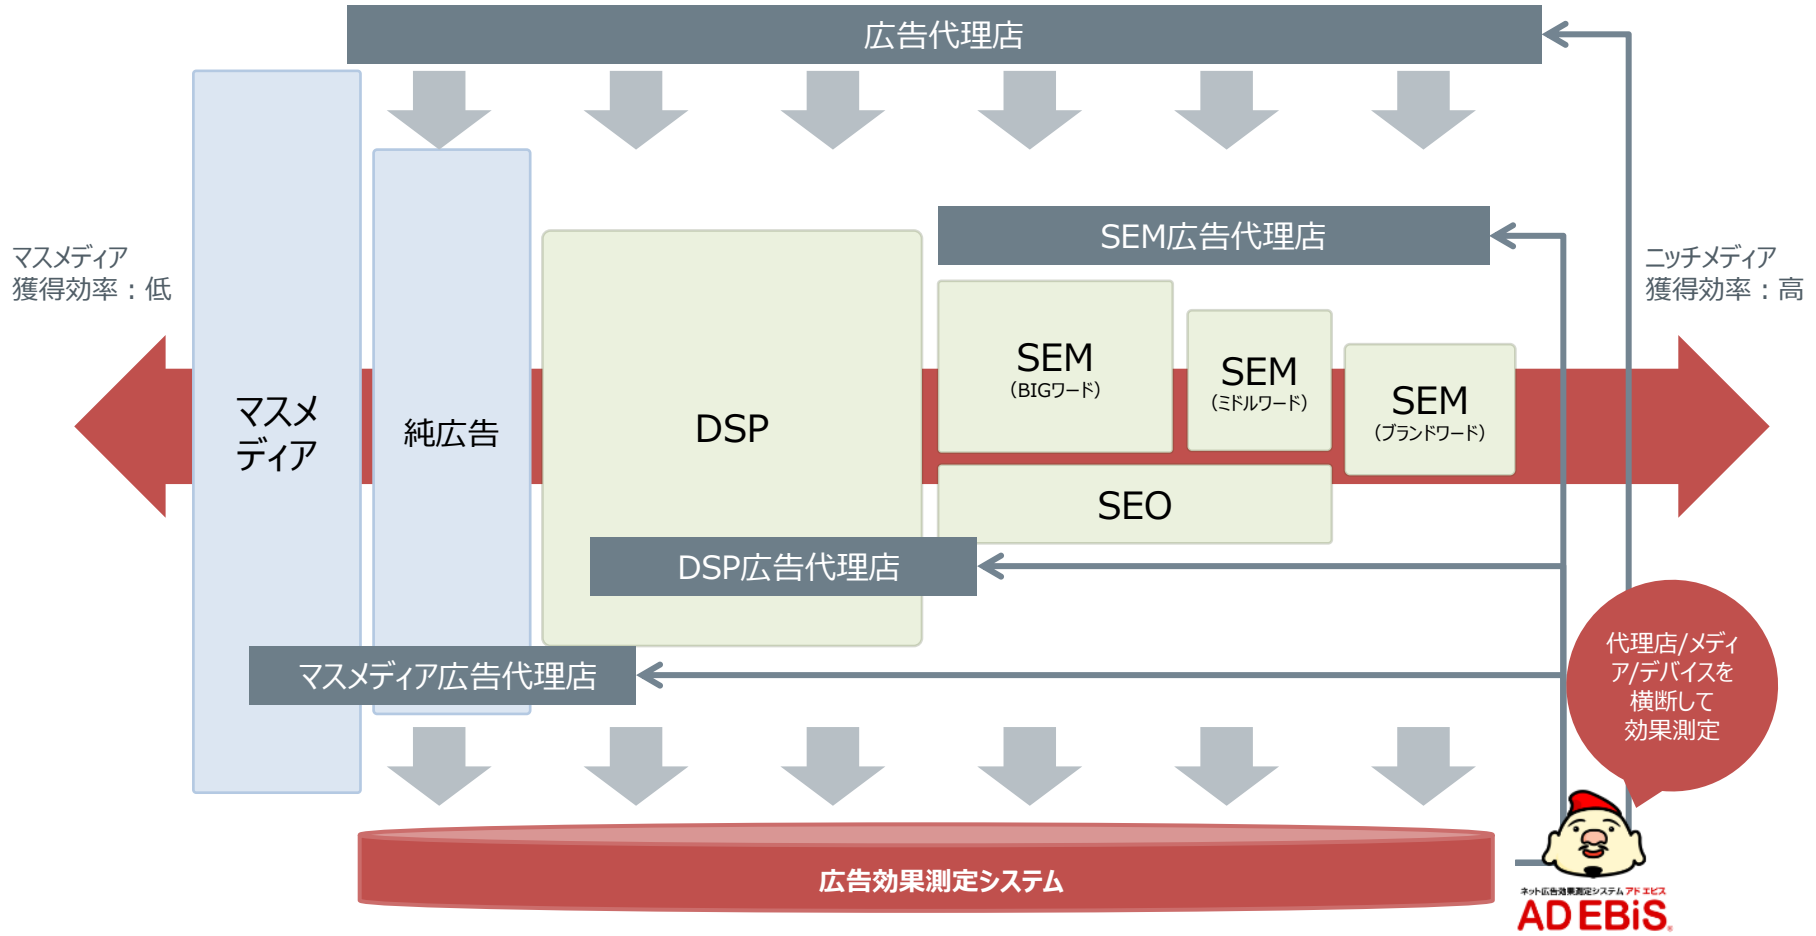 広告代理店
SEM広告代理店
マスメディア
獲得効率：低
ニッチメディア
獲得効率：高
マスメ
ディア
純広告
DSP
SEM
（BIGワード）
SEM
（ミドルワード）
SEM
（ブランドワード）
SEO
DSP広告代理店
マスメディア広告代理店
代理店/メディ
ア/デバイスを
横断して
効果測定
広告効果測定システム
ネット広告効果測定システム アド エビス
AD EBiS®